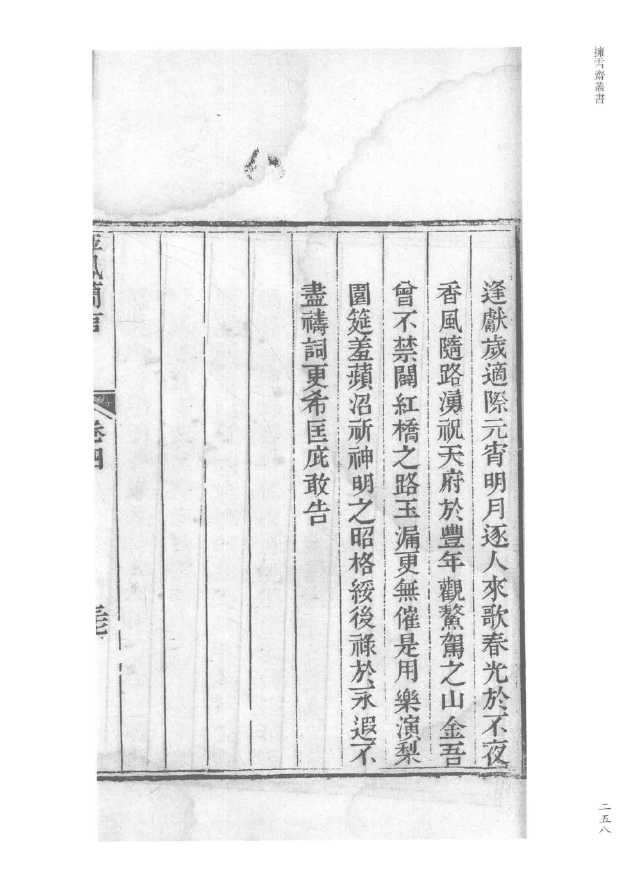 擁雪齋叢書
逢獻歲適際元宵明月逐人來歌春光於不夜
香風隨路湧祝天府於豐年觀鰲駕之山金吾
曾不禁闢紅橋之路玉漏更無催是用樂演梨
園筵羞蘋沼祈神明之昭格綏後祿於永遐不
盡禱詞更希匡庇敢告
卷四
二五八